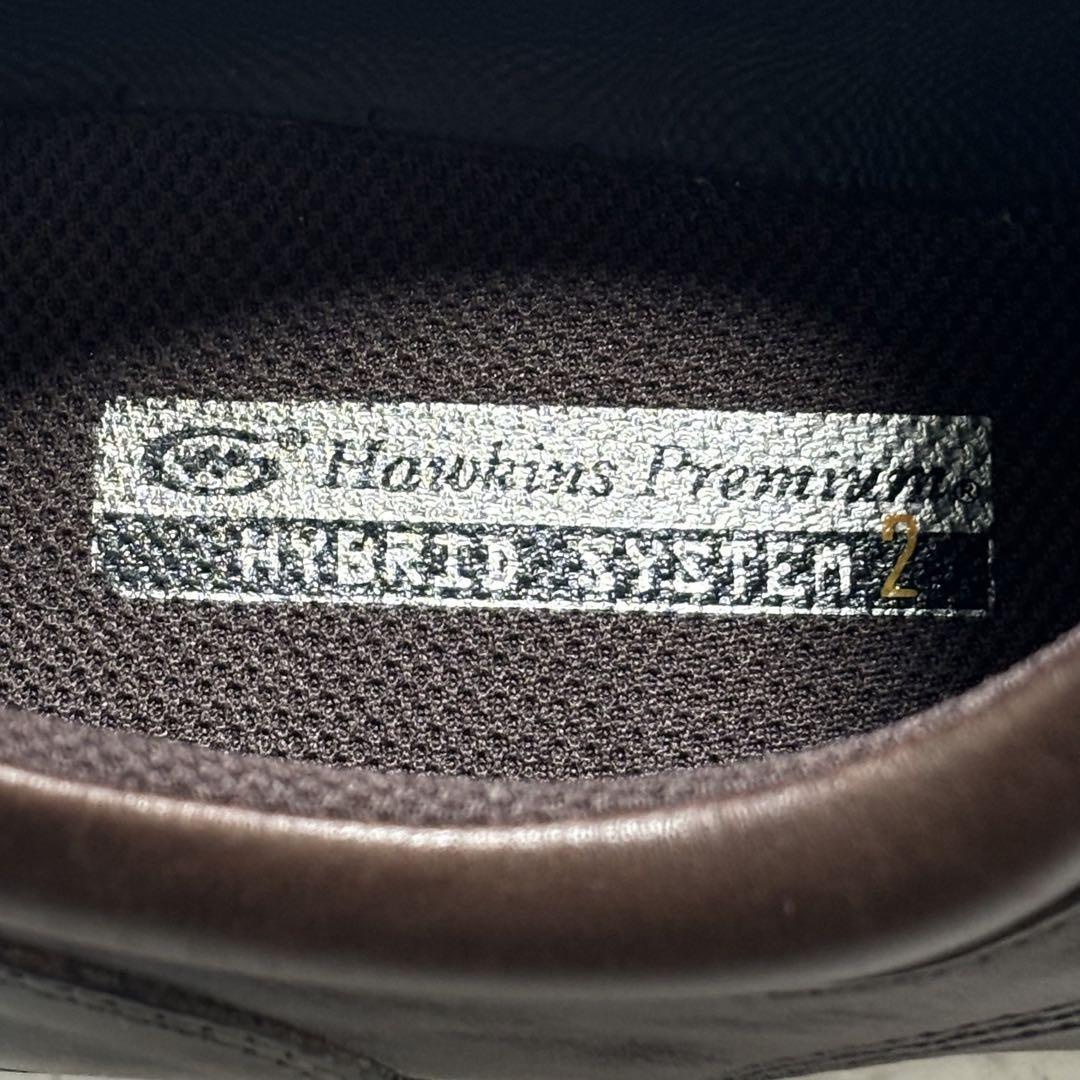 ® Hawkins Premium®
HYBRID SYSTEM 2